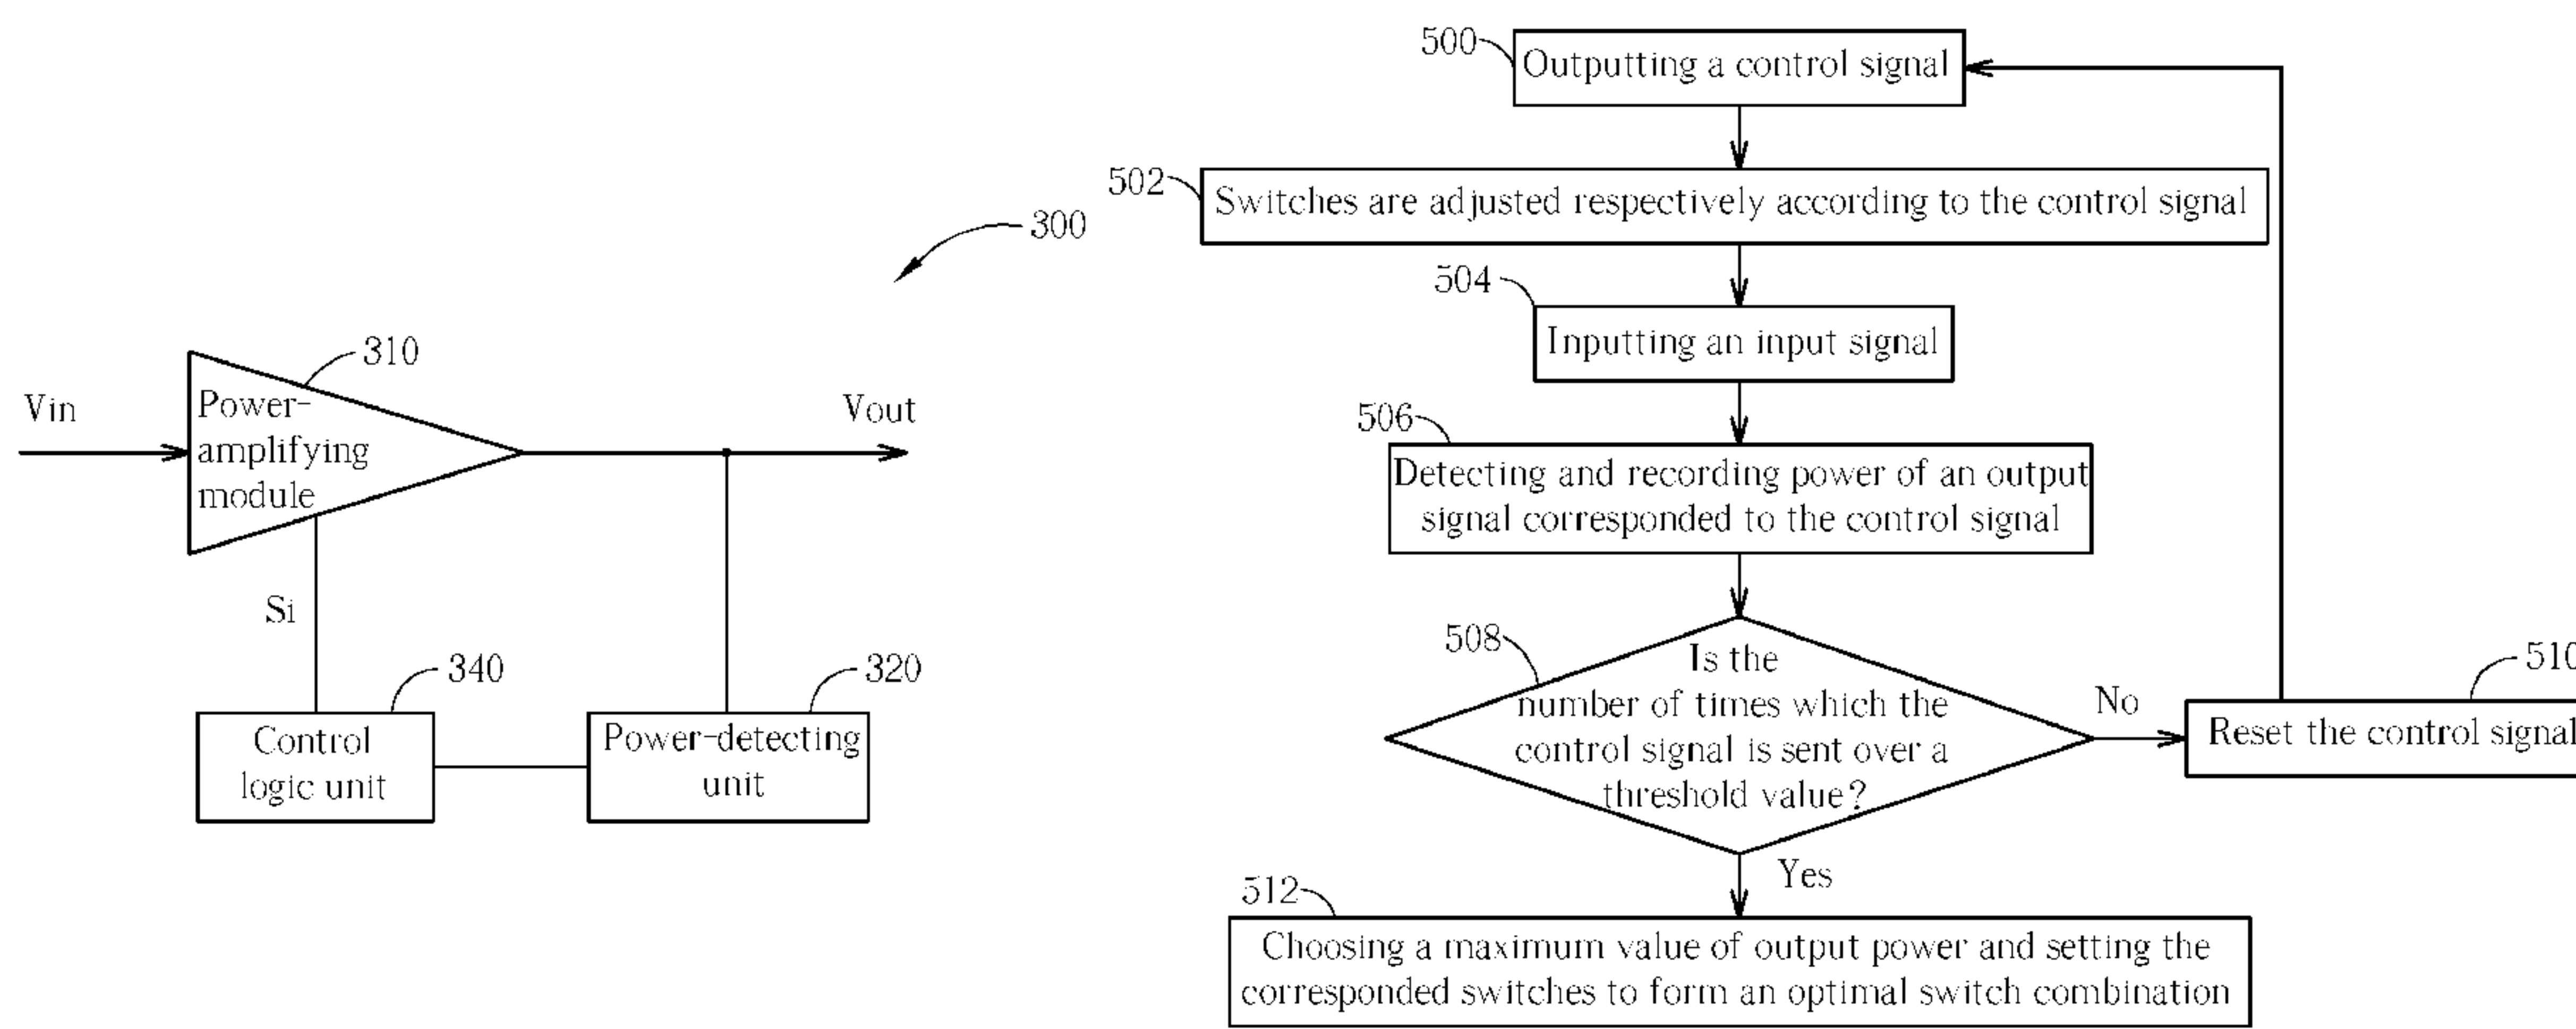 300
310
Vin
Power-
amplifying
module
Vout
Si
340
320
Control
logic unit
Power-detecting
unit
500
Outputting a control signal
502
Switches are adjusted respectively according to the control signal
504
Inputting an input signal
506
Detecting and recording power of an output
signal corresponded to the control signal
508
Is the
number of times which the
control signal is sent over a
threshold value?
No
510
Reset the control signal
Yes
512
Choosing a maximum value of output power and setting the
corresponded switches to form an optimal switch combination